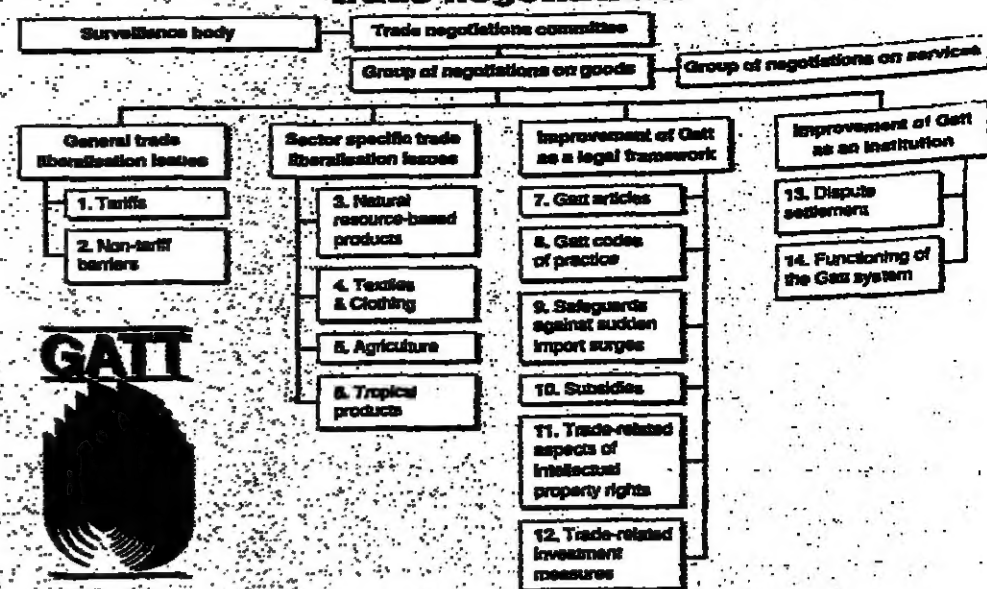 Surveillance body
Trade negotiations committee
Group of negotiations on goods
Group of negotiations on services
General trade
liberalisation issues
1. Tariffs
2. Non-tariff
barriers
Sector specific trade
liberalisation issues
3. Natural
resource-based
products
4. Textiles
& Clothing
5. Agriculture
6. Tropical
products
Improvement of Gatt
as a legal framework
7. Gatt articles
8. Gatt codes
of practice
9. Safeguards
against sudden
import surges
10. Subsidies
11. Trade-related
aspects of
intellectual
property rights
12. Trade-related
investment
measures
Improvement of Gatt
as an institution
13. Dispute
settlement
14. Functioning of
the Gatt system
GATT